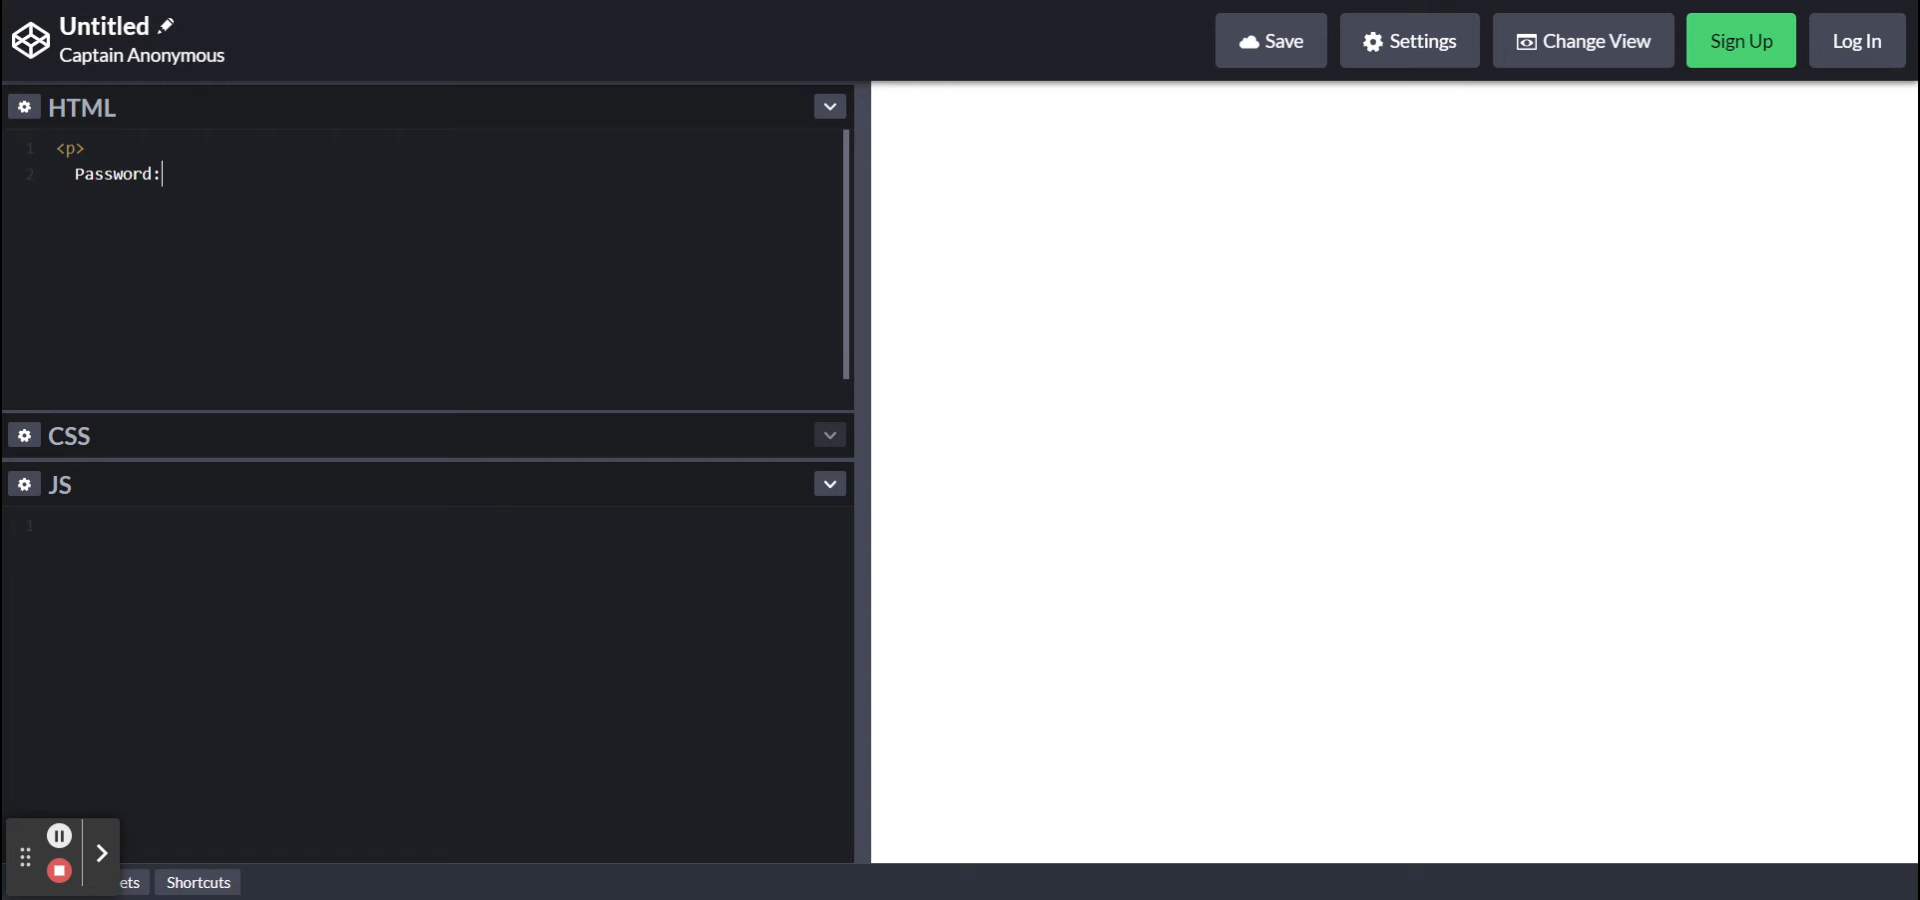 Untitled
Captain Anonymous
Save
Settings
Change View
Sign Up
Log In
HTML
1 <p>
2 Password:
CSS
JS
1
ets
Shortcuts